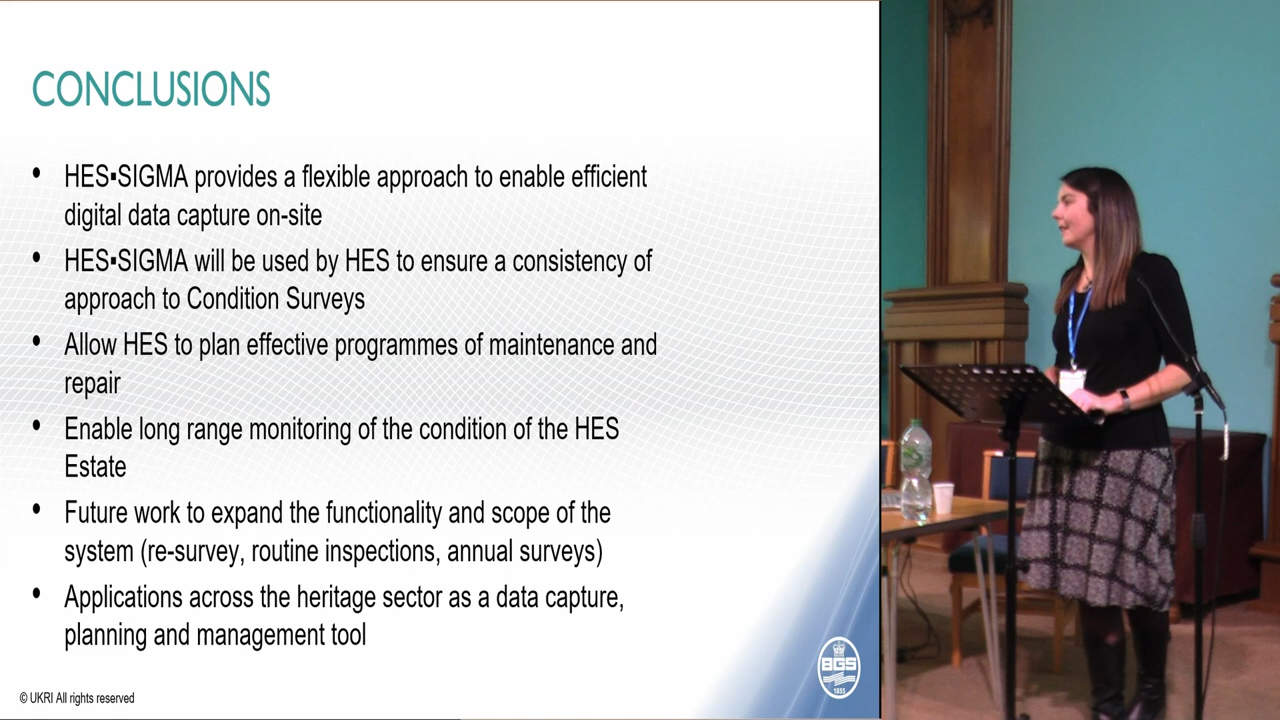 CONCLUSIONS
• HES▪SIGMA provides a flexible approach to enable efficient
digital data capture on-site
• HES▪SIGMA will be used by HES to ensure a consistency of
approach to Condition Surveys
• Allow HES to plan effective programmes of maintenance and
repair
• Enable long range monitoring of the condition of the HES
Estate
• Future work to expand the functionality and scope of the
system (re-survey, routine inspections, annual surveys)
• Applications across the heritage sector as a data capture,
planning and management tool
BGS
1835
© UKRI All rights reserved